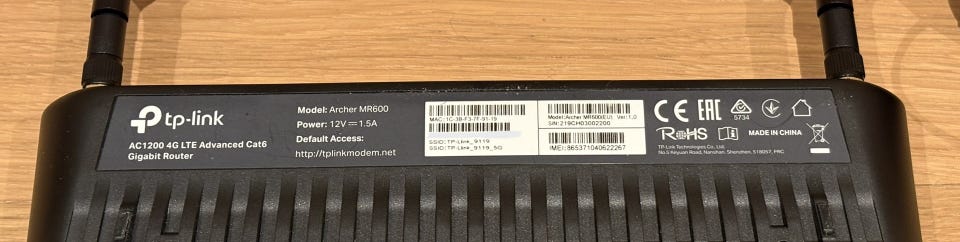 tp-link
AC1200 4G LTE Advanced Cat6
Gigabit Router
Model: Archer MR600
Power: 12V ⎓ 1.5A
Default Access:
http://tplinkmodem.net
MAC:1C-3B-F3-7F-91-19
SSID:TP-Link_9119
SSID:TP-Link_9119_5G
Model:Archer MR600(EU) Ver:1.0
S/N:219CH03002200
IMEI:865371040622267
CE EAC 5734
RoHS
MADE IN CHINA
TP-Link Technologies Co., Ltd.
No.5 Keyuan Road, Nanshan, Shenzhen, 518057, PRC